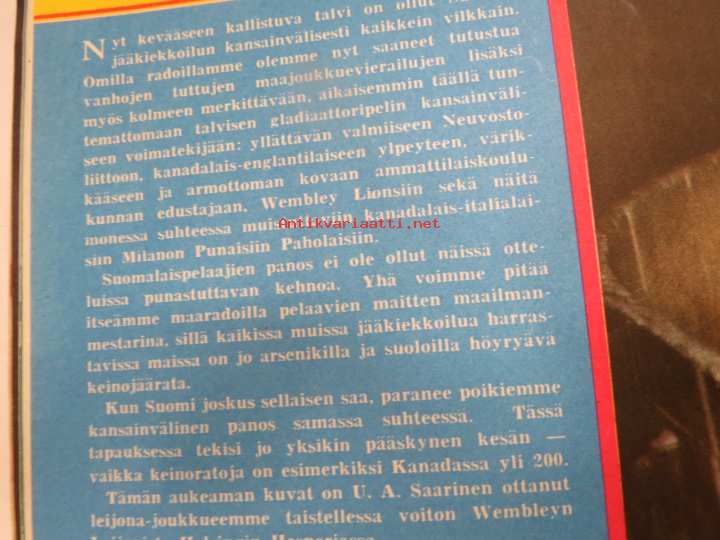 Nyt kevääseen kallistuva talvi on ollut
jääkiekkoilun kansainvälisesti kaikkein vilkkain.
Omilla radoillamme olemme nyt saaneet tutustua
vanhojen tuttujen maajoukkuevierailujen lisäksi
myös kolmeen merkittävään, aikaisemmin täällä tun-
temattomaan talvisen gladiaattoripelin kansainväli-
seen voimatekijään: yllättävän valmiiseen Neuvosto-
liittoon, kanadalais-englantilaiseen ylpeyteen, värik-
kääseen ja armottoman kovaan ammattilaiskoulu-
kunnan edustajaan, Wembley Lionsiin sekä näitä
monessa suhteessa kanadalais-italialai-
siin Milanon Punaisiin Paholaisiin.
Antikvariaatti.net
Suomalaispelaajien panos ei ole ollut näissä otte-
luissa punastuttavan kehnoa. Yhä voimme pitää
itseämme maaradoilla pelaavien maitten maailman-
mestarina, sillä kaikissa muissa jääkiekkoilua harras-
tavissa maissa on jo arsenikilla ja suoloilla höyryävä
keinojäärata.
Kun Suomi joskus sellaisen saa, paranee poikiemme
kansainvälinen panos samassa suhteessa. Tässä
tapauksessa tekisi jo yksikin pääskynen kesän —
vaikka keinoratoja on esimerkiksi Kanadassa yli 200.
Tämän aukeaman kuvat on U. A. Saarinen ottanut
leijona-joukkueemme taistellessa voiton Wembleyn